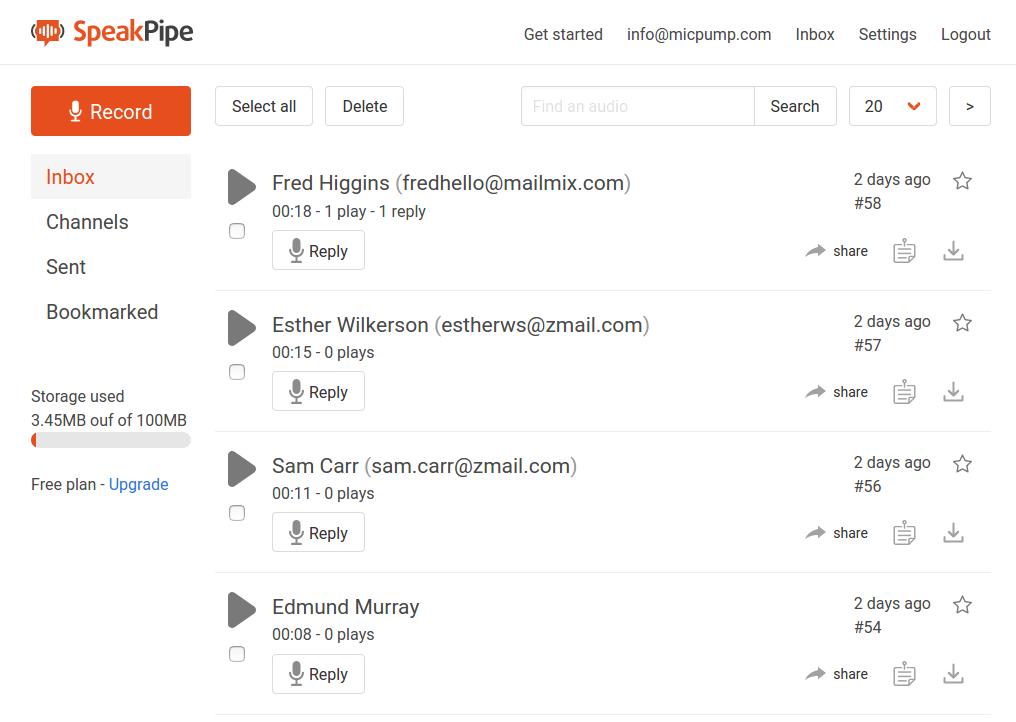 SpeakPipe
Get started info@micpump.com Inbox Settings Logout
Record
Select all Delete Find an audio Search 20 >
Inbox
Channels
Sent
Bookmarked
Storage used
3.45MB ouf of 100MB
Free plan - Upgrade
Fred Higgins (fredhello@mailmix.com)
2 days ago
00:18 - 1 play - 1 reply
#58
Reply
share
Esther Wilkerson (estherws@zmail.com)
2 days ago
00:15 - 0 plays
#57
Reply
share
Sam Carr (sam.carr@zmail.com)
2 days ago
00:11 - 0 plays
#56
Reply
share
Edmund Murray
2 days ago
00:08 - 0 plays
#54
Reply
share